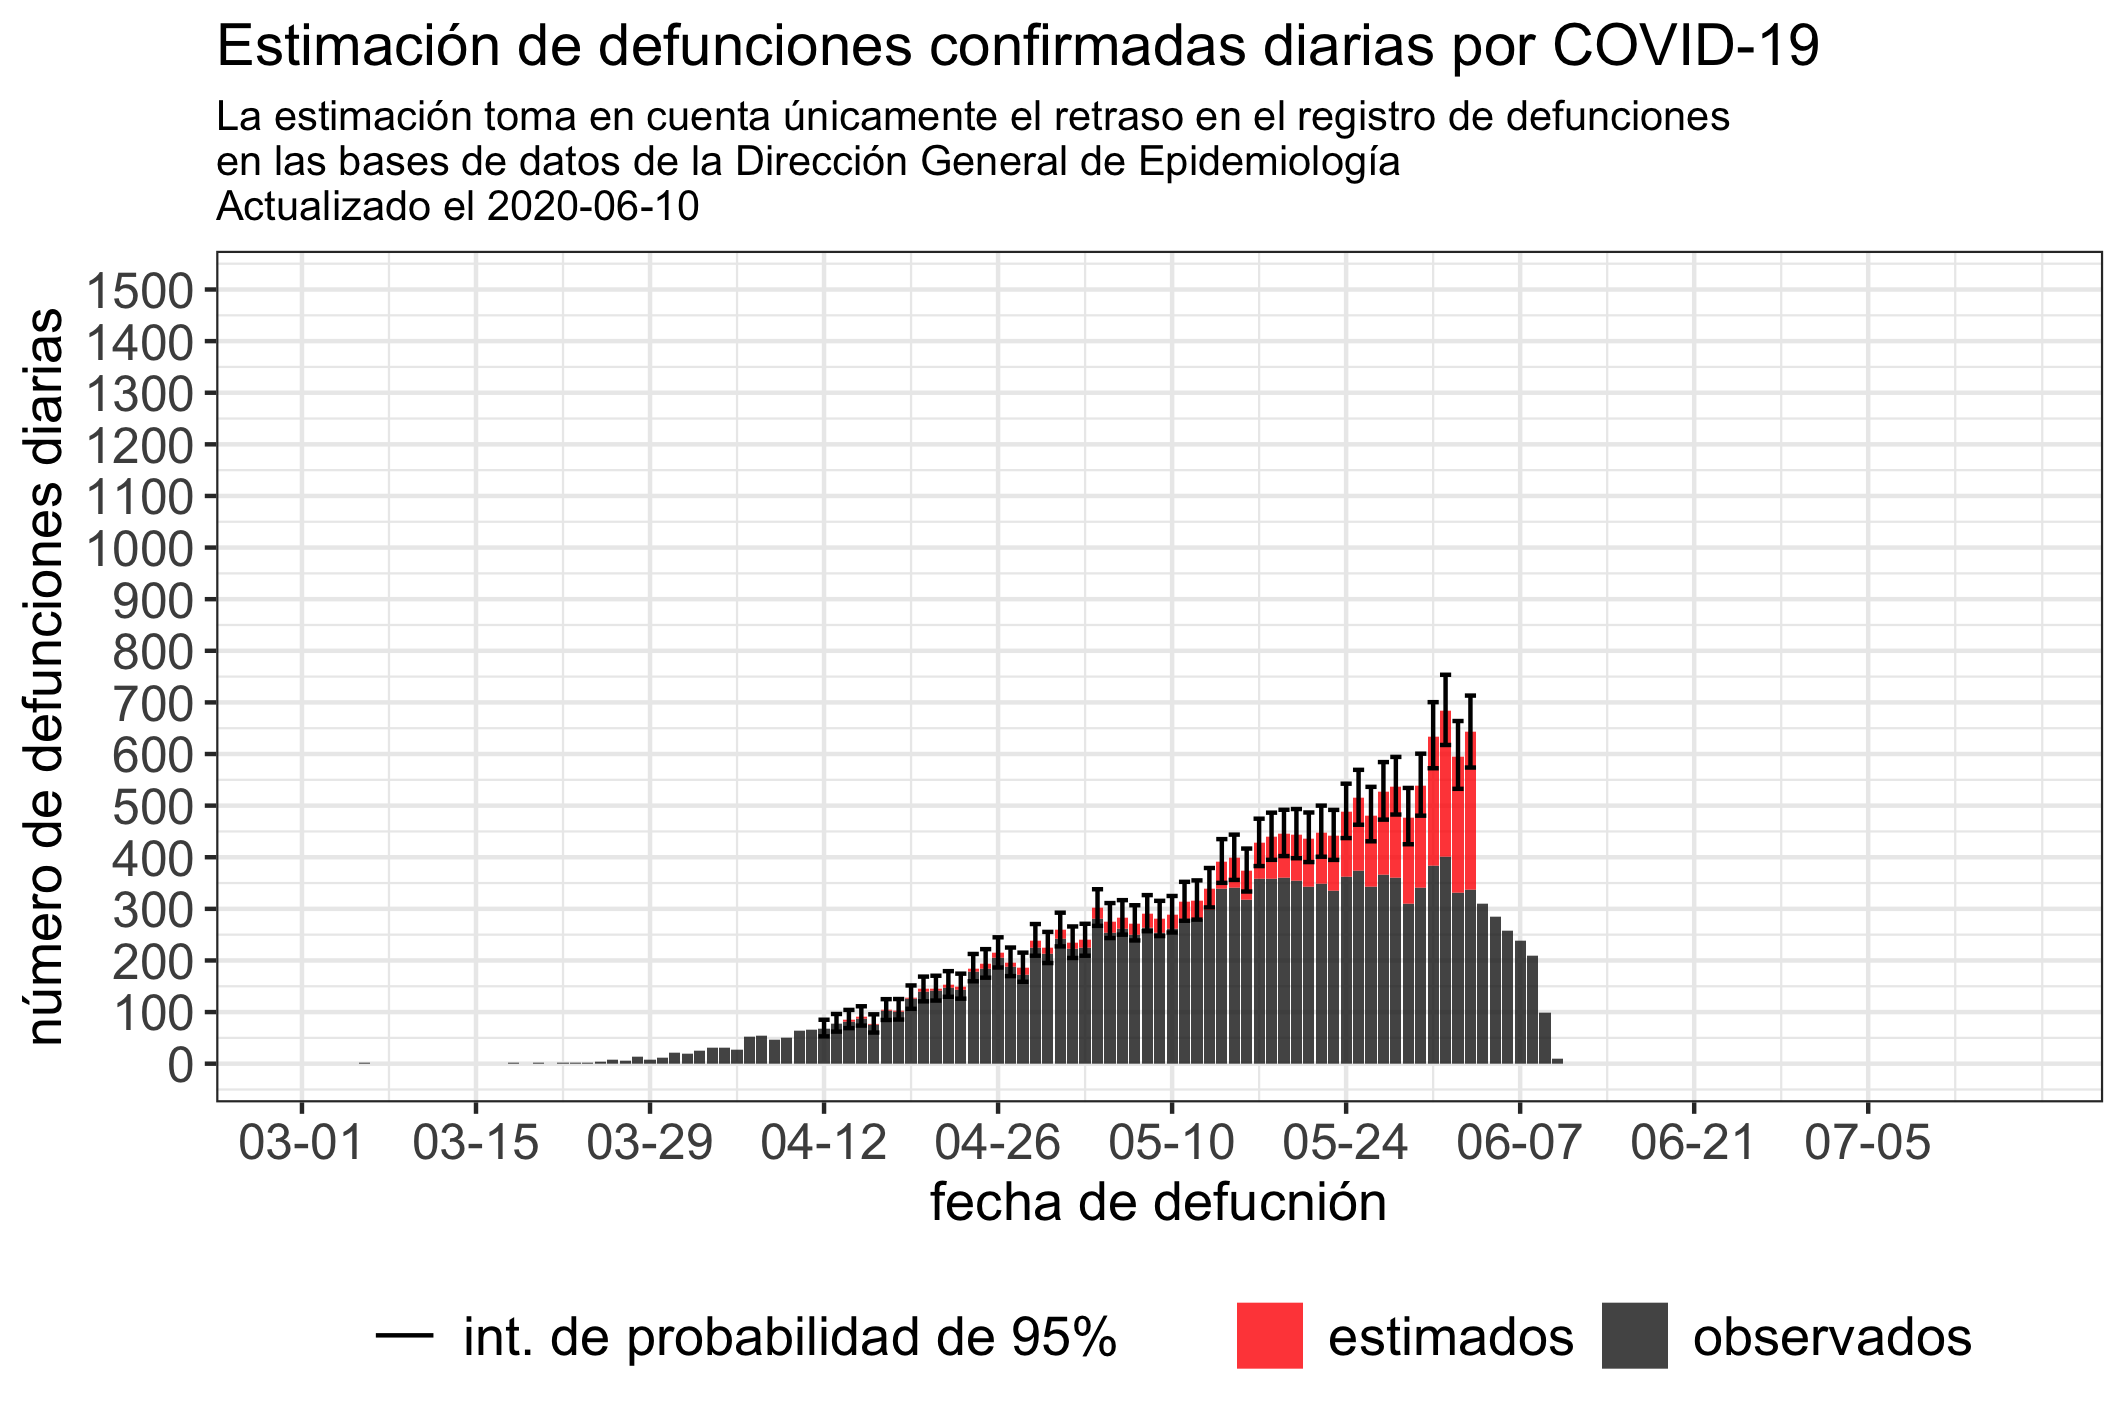 Estimación de defunciones confirmadas diarias por COVID-19
La estimación toma en cuenta únicamente el retraso en el registro de defunciones
en las bases de datos de la Dirección General de Epidemiología
Actualizado el 2020-06-10
número de defunciones diarias
1500
1400
1300
1200
1100
1000
900
800
700
600
500
400
300
200
100
0
03-01 03-15 03-29 04-12 04-26 05-10 05-24 06-07 06-21 07-05
fecha de defucnión
int. de probabilidad de 95% estimados observados